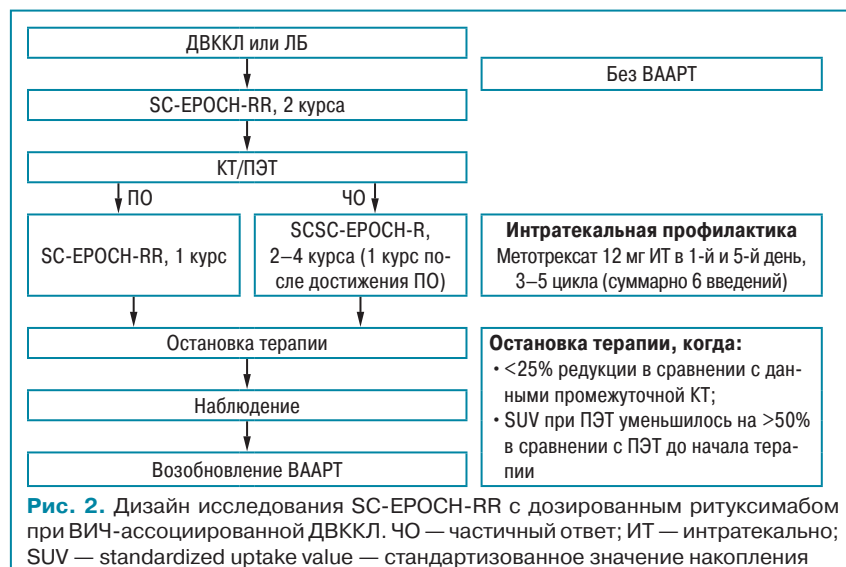 ДВККЛ или ЛБ
Без ВААРТ
SC-EPOCH-RR, 2 курса
КТ/ПЭТ
ПО
ЧО
SC-EPOCH-RR, 1 курс
SCSC-EPOCH-R,
2–4 курса (1 курс по-
сле достижения ПО)
Интратекальная профилактика
Метотрексат 12 мг ИТ в 1-й и 5-й день,
3–5 цикла (суммарно 6 введений)
Остановка терапии
Наблюдение
Возобновление ВААРТ
Остановка терапии, когда:
• <25% редукции в сравнении с дан-
ными промежуточной КТ;
• SUV при ПЭТ уменьшилось на >50%
в сравнении с ПЭТ до начала тера-
пии
Рис. 2. Дизайн исследования SC-EPOCH-RR с дозированным ритуксимабом
при ВИЧ-ассоциированной ДВККЛ. ЧО — частичный ответ; ИТ — интратекально;
SUV — standardized uptake value — стандартизованное значение накопления